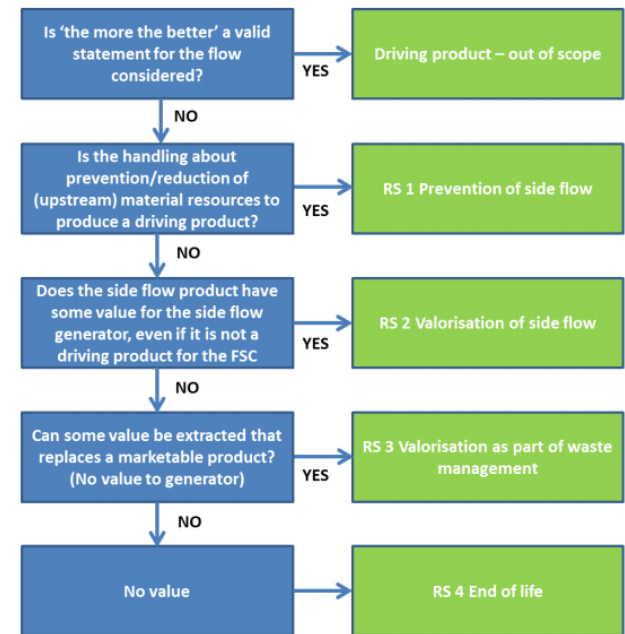 Is ‘the more the better’ a valid
statement for the flow
considered?
YES
Driving product – out of scope
NO
Is the handling about
prevention/reduction of
(upstream) material resources to
produce a driving product?
YES
RS 1 Prevention of side flow
NO
Does the side flow product have
some value for the side flow
generator, even if it is not a
driving product for the FSC
YES
RS 2 Valorisation of side flow
NO
Can some value be extracted that
replaces a marketable product?
(No value to generator)
YES
RS 3 Valorisation as part of waste
management
NO
No value
RS 4 End of life